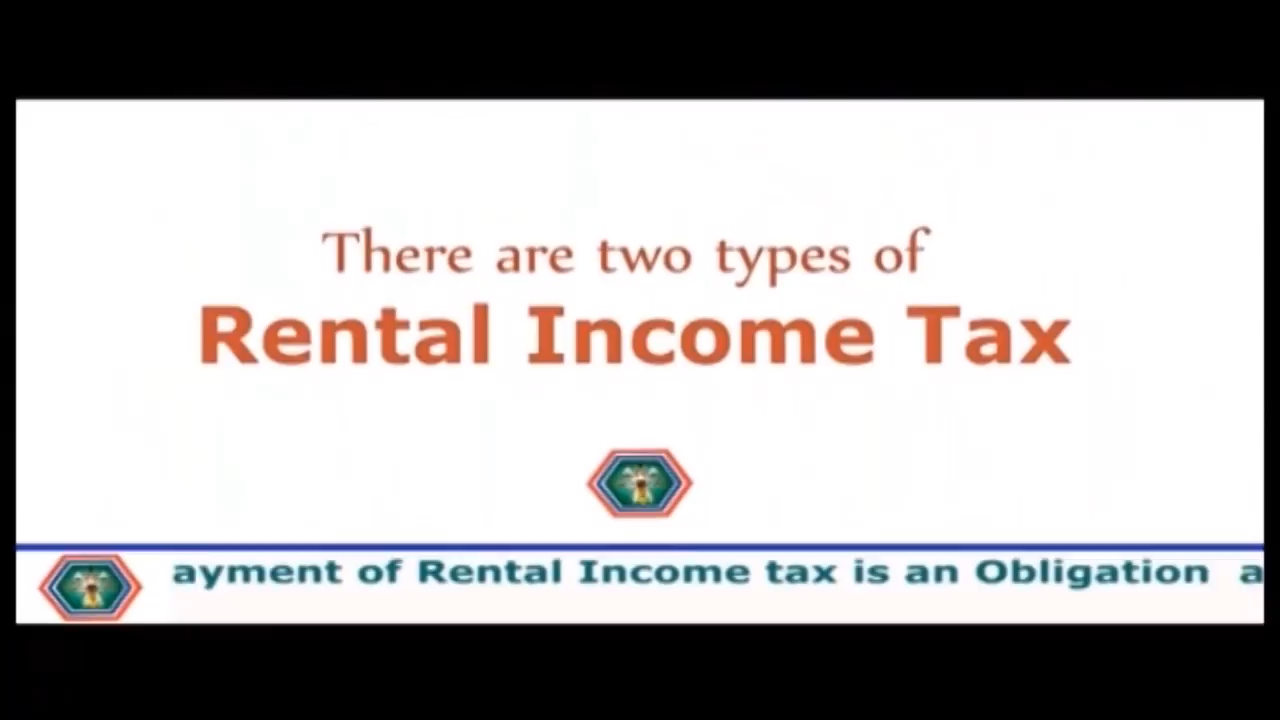 There are two types of
Rental Income Tax
ayment of Rental Income tax is an Obligation a